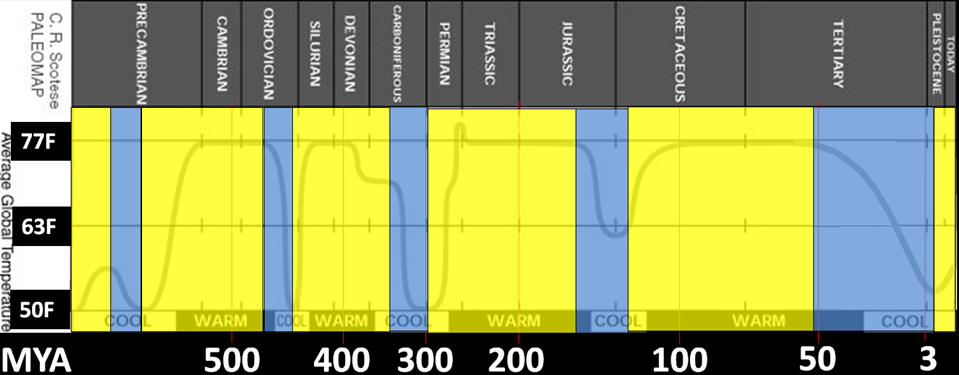 C. R. Scotese
PALEOMAP
PRECAMBRIAN
CAMBRIAN
ORDOVICIAN
SILURIAN
DEVONIAN
CARBONIFEROUS
PERMIAN
TRIASSIC
JURASSIC
CRETACEOUS
TERTIARY
PLEISTOCENE
TODAY
Average Global Temperature
77F
63F
50F
COOL WARM COOL WARM COOL WARM COOL WARM COOL
MYA 500 400 300 200 100 50 3